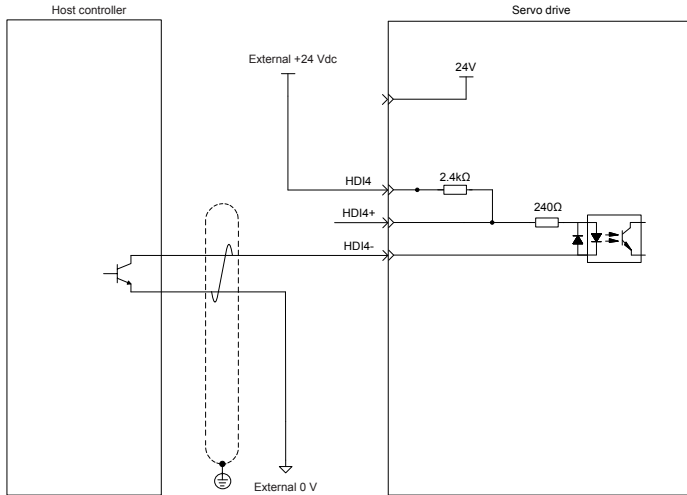 Host controller
Servo drive
External +24 Vdc
24V
HDI4
2.4kΩ
HDI4+
240Ω
HDI4-
External 0 V